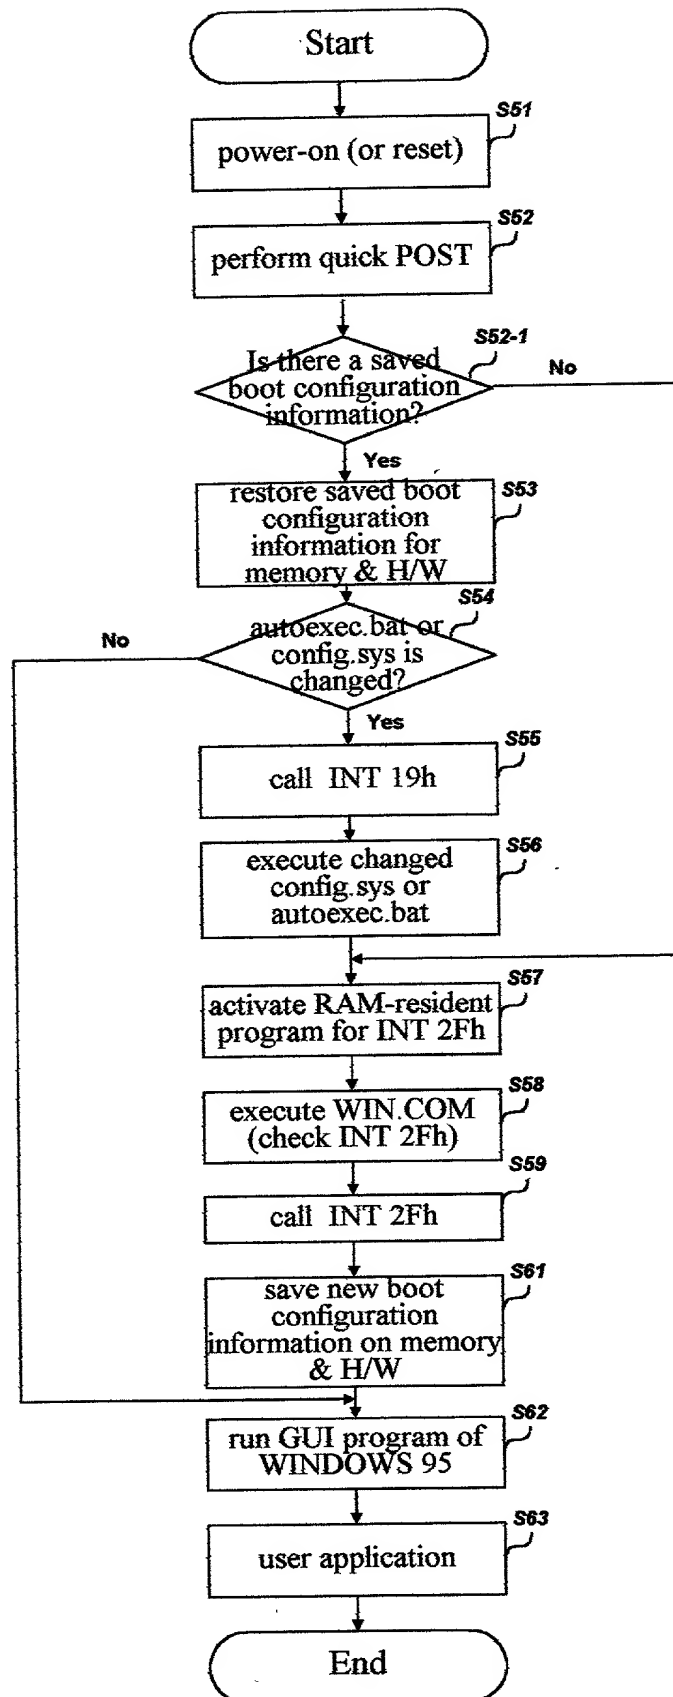 Start
S51
power-on (or reset)
S52
perform quick POST
S52-1
Is there a saved
boot configuration
information?
No
Yes
S53
restore saved boot
configuration
information for
memory & H/W
S54
autoexec.bat or
config.sys is
changed?
No
Yes
S55
call INT 19h
S56
execute changed
config.sys or
autoexec.bat
S57
activate RAM-resident
program for INT 2Fh
S58
execute WIN.COM
(check INT 2Fh)
S59
call INT 2Fh
S61
save new boot
configuration
information on memory
& H/W
S62
run GUI program of
WINDOWS 95
S63
user application
End